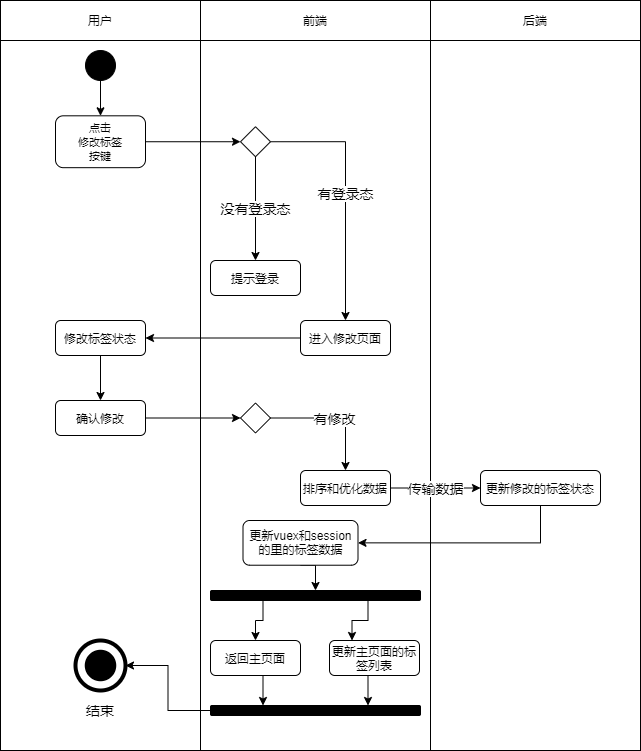 用户
前端
后端
点击
修改标签
按键
有登录态
没有登录态
提示登录
修改标签状态
进入修改页面
确认修改
有修改
排序和优化数据
传输数据
更新修改的标签状态
更新vuex和session
的里的标签数据
返回主页面
更新主页面的标
签列表
结束